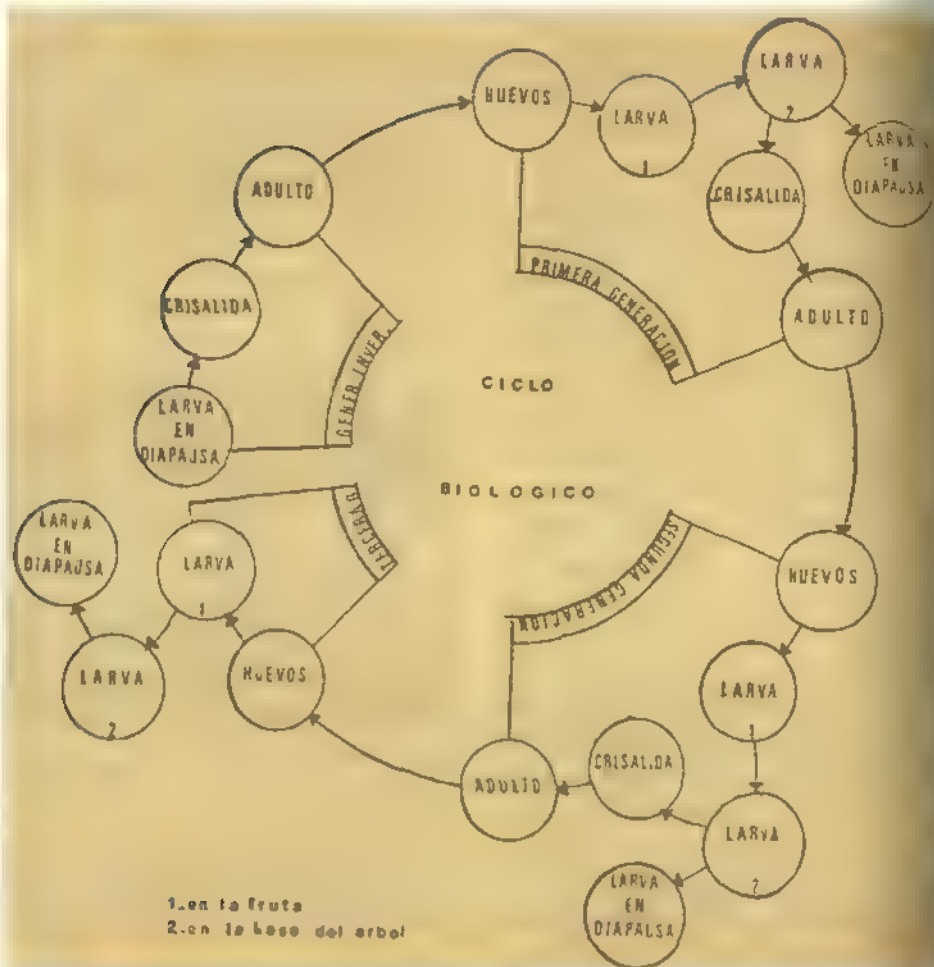 HUEVOS
LARVA
1
LARVA
2
LARVA
EN
DIAPAUSA
CRISALIDA
ADULTO
PRIMERA GENERACION
ADULTO
CRISALIDA
LARVA
EN
DIAPAUSA
GENER INVER.
CICLO
BIOLOGICO
HUEVOS
LARVA
1
LARVA
2
LARVA
EN
DIAPAUSA
CRISALIDA
ADULTO
SEGUNDA GENERACION
HUEVOS
LARVA
1
LARVA
2
LARVA
EN
DIAPAUSA
1.en la fruta
2.en la base del arbol